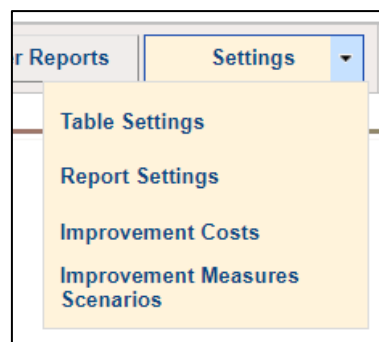 r Reports
Settings
Table Settings
Report Settings
Improvement Costs
Improvement Measures
Scenarios